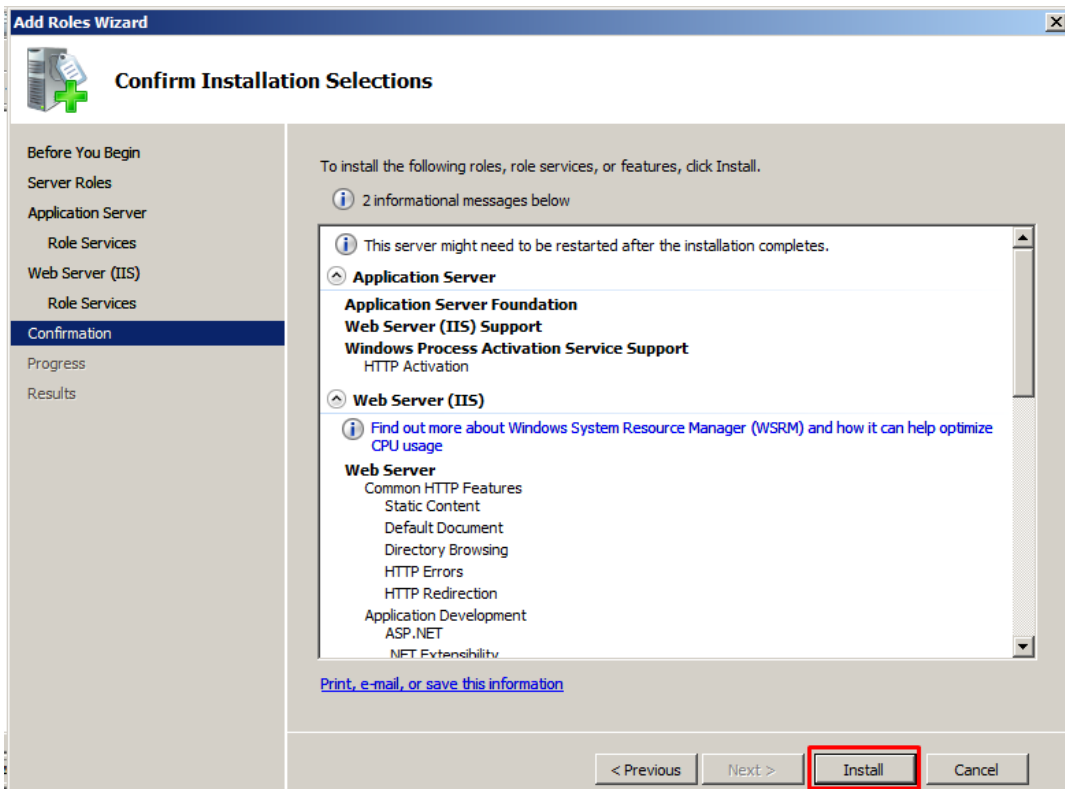 Add Roles Wizard
Confirm Installation Selections
Before You Begin
Server Roles
Application Server
Role Services
Web Server (IIS)
Role Services
Confirmation
Progress
Results
To install the following roles, role services, or features, click Install.
2 informational messages below
This server might need to be restarted after the installation completes.
Application Server
Application Server Foundation
Web Server (IIS) Support
Windows Process Activation Service Support
HTTP Activation
Web Server (IIS)
Find out more about Windows System Resource Manager (WSRM) and how it can help optimize
CPU usage
Web Server
Common HTTP Features
Static Content
Default Document
Directory Browsing
HTTP Errors
HTTP Redirection
Application Development
ASP.NET
.NET Extensibility
Print, e-mail, or save this information
< Previous
Next >
Install
Cancel